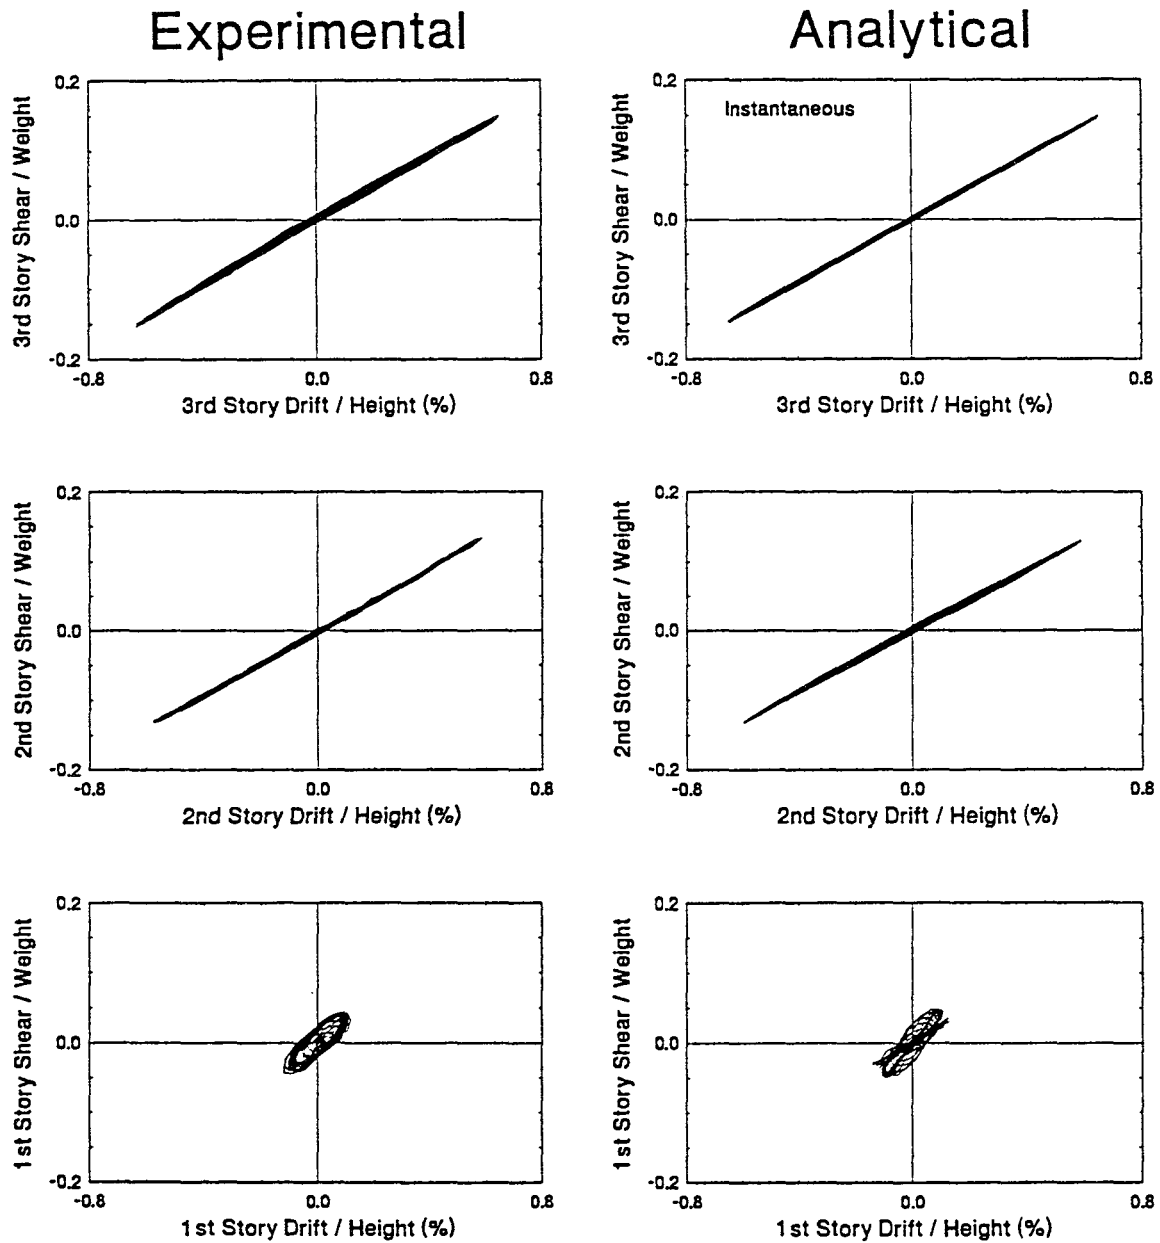 Experimental
Analytical
3rd Story Shear / Weight
0.2
0.0
-0.2
-0.8
0.0
0.8
3rd Story Drift / Height (%)
3rd Story Shear / Weight
0.2
0.0
-0.2
Instantaneous
-0.8
0.0
0.8
3rd Story Drift / Height (%)
2nd Story Shear / Weight
0.2
0.0
-0.2
-0.8
0.0
0.8
2nd Story Drift / Height (%)
2nd Story Shear / Weight
0.2
0.0
-0.2
-0.8
0.0
0.8
2nd Story Drift / Height (%)
1st Story Shear / Weight
0.2
0.0
-0.2
-0.8
0.0
0.8
1st Story Drift / Height (%)
1st Story Shear / Weight
0.2
0.0
-0.2
-0.8
0.0
0.8
1st Story Drift / Height (%)